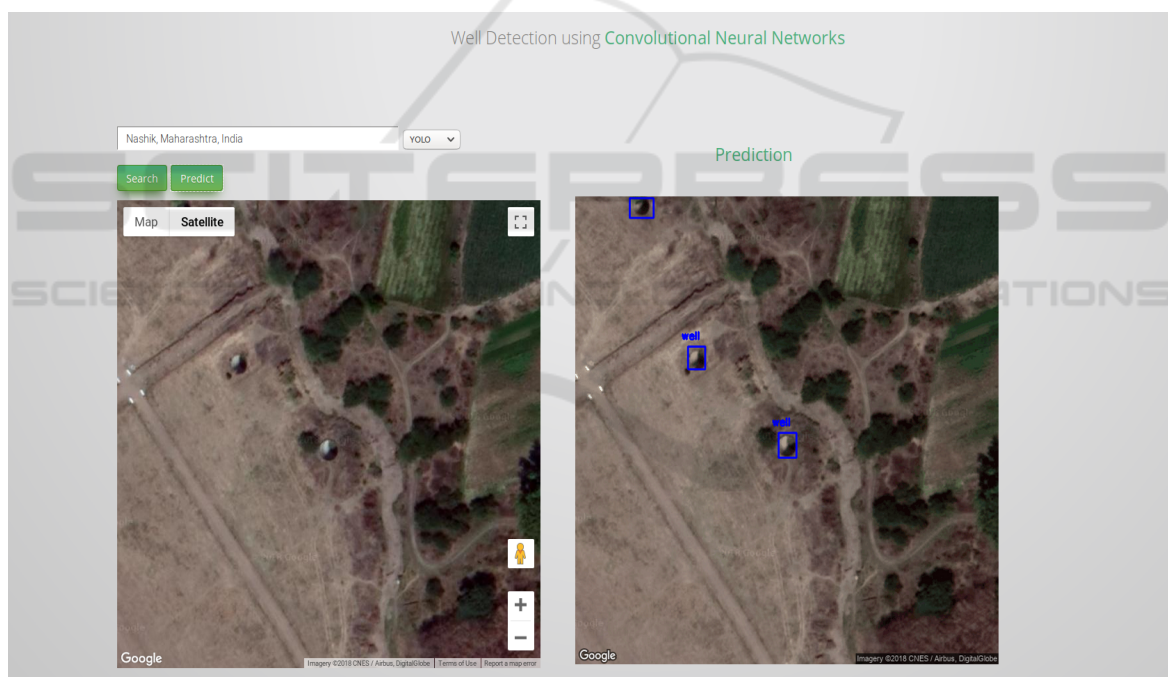 Well Detection using Convolutional Neural Networks
Nashik, Maharashtra, India
YOLO
Search
Predict
Prediction
Map
Satellite
well
well
Google
Imagery ©2018 CNES / Airbus, DigitalGlobe
Terms of Use
Report a map error
Google
Imagery ©2018 CNES / Airbus, DigitalGlobe
SCITEPRESS